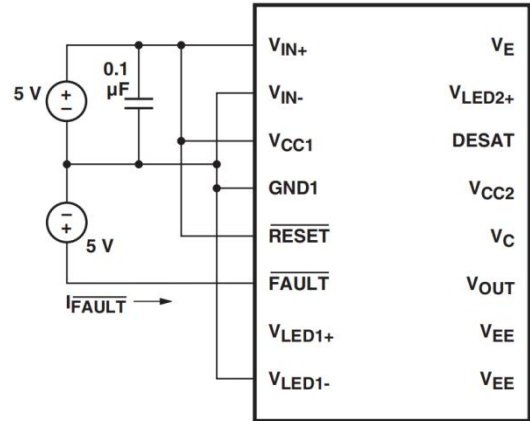 0.1
µF
5 V
+
−
−
+
5 V
I_FAULT
V_IN+
V_IN-
V_CC1
GND1
RESET
FAULT
V_LED1+
V_LED1-
V_E
V_LED2+
DESAT
V_CC2
V_C
V_OUT
V_EE
V_EE